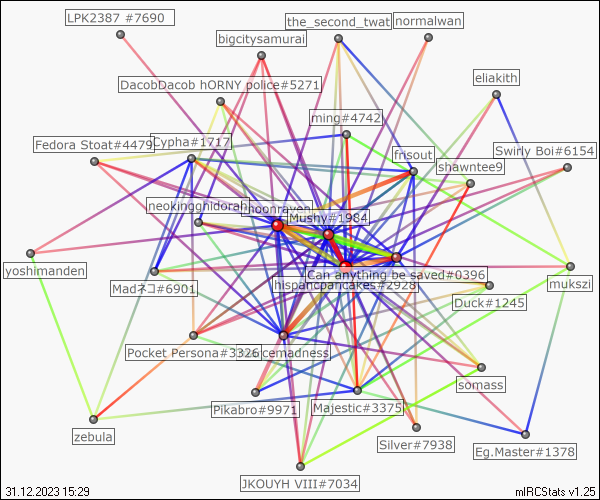 LPK2387 #7690
the_second_twat
normalwan
bigcitysamurai
eliakith
DacobDacob hORNY police#5271
ming#4742
Fedora Stoat#4479
Cypha#1717
frisout
Swirly Boi#6154
shawntee9
neokingghidorah
moonraven
Mushy#1984
yoshimanden
Can anything be saved#0396
Madネコ#6901
hispanicpancakes#2928
mukszi
Duck#1245
Pocket Persona#3326
icemadness
somass
Pikabro#9971
Majestic#3375
zebula
Silver#7938
Eg.Master#1378
JKOUYH VIII#7034
31.12.2023 15:29
mIRCStats v1.25